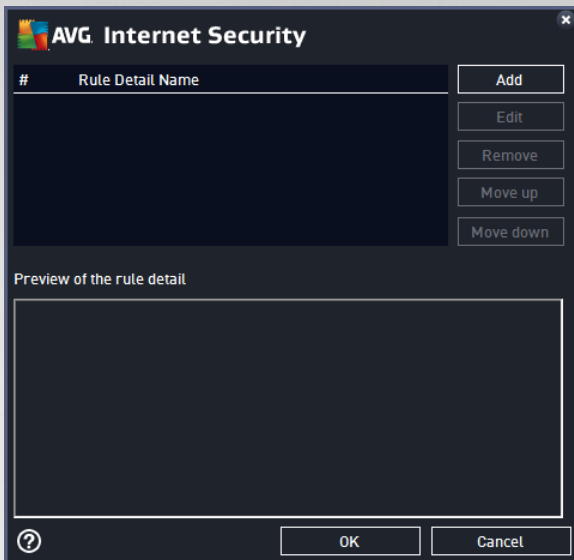 AVG. Internet Security
# Rule Detail Name
Add
Edit
Remove
Move up
Move down
Preview of the rule detail
?
OK
Cancel